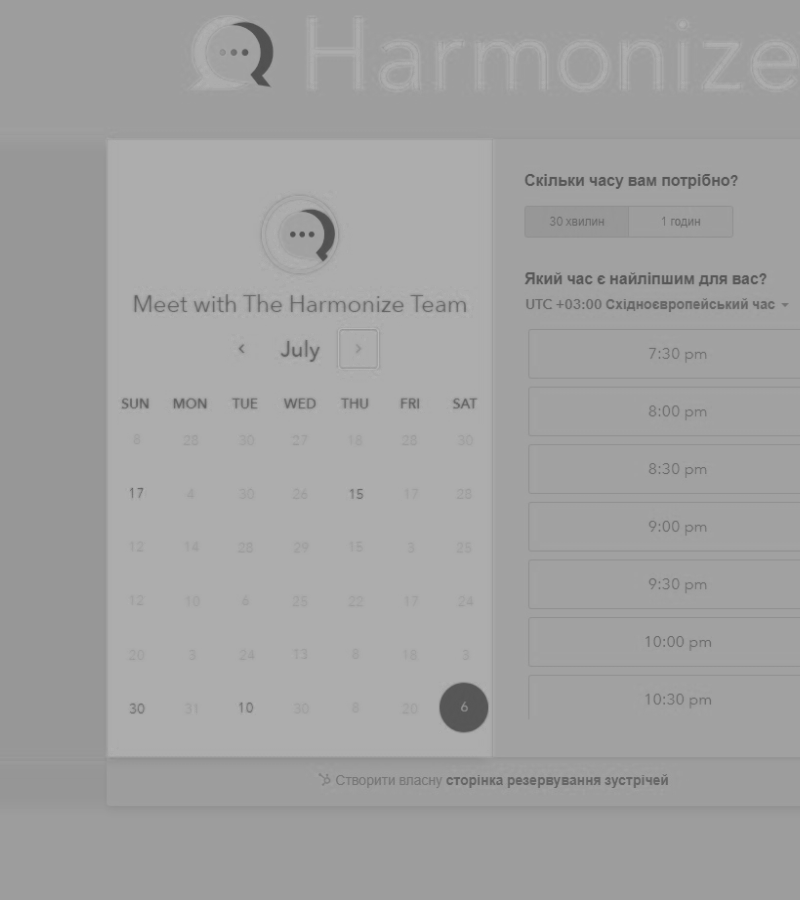 Harmonize
Meet with The Harmonize Team
July
SUN MON TUE WED THU FRI SAT
8 28 30 27 18 28 30
17 4 30 26 15 17 28
12 14 28 29 15 3 25
12 10 6 25 22 17 24
20 3 24 13 8 18 3
30 31 10 30 8 20 6
Скільки часу вам потрібно?
30 хвилин 1 годин
Який час є найліпшим для вас?
UTC +03:00 Східноєвропейський час
7:30 pm
8:00 pm
8:30 pm
9:00 pm
9:30 pm
10:00 pm
10:30 pm
Створити власну сторінка резервування зустрічей